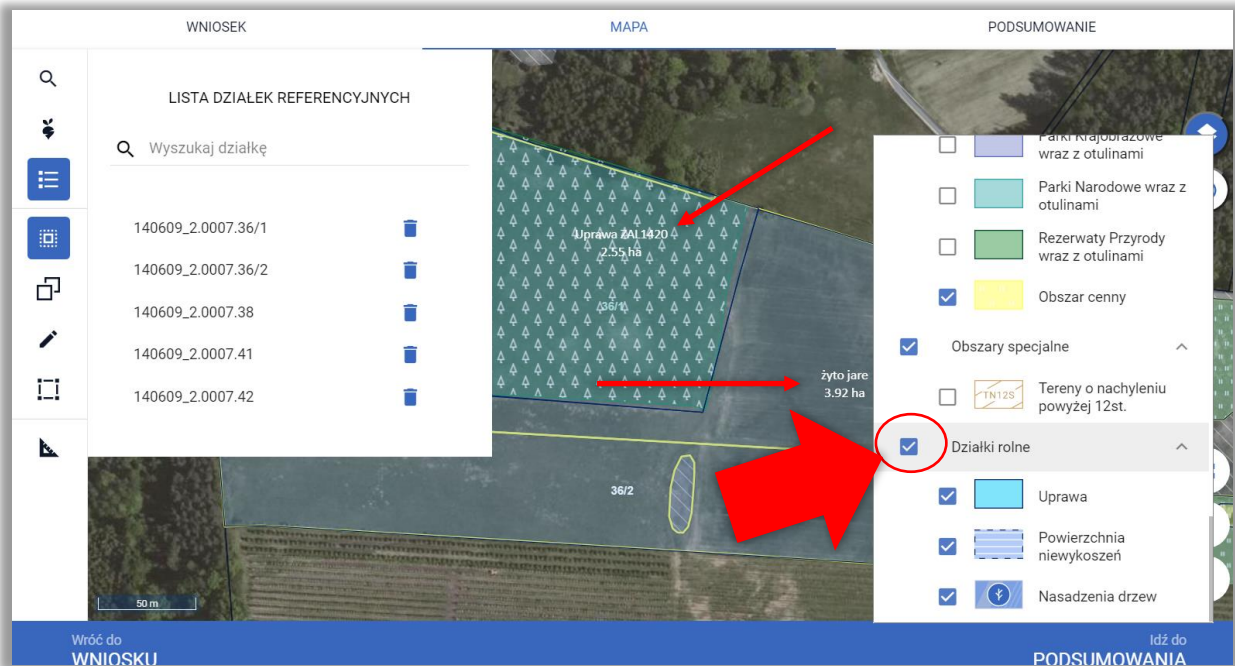 WNIOSEK
MAPA
PODSUMOWANIE
LISTA DZIAŁEK REFERENCYJNYCH
Wyszukaj działkę
140609_2.0007.36/1
140609_2.0007.36/2
140609_2.0007.38
140609_2.0007.41
140609_2.0007.42
Uprawa ZAL1420
2.55 ha
36/1
żyto jare
3.92 ha
36/2
50 m
Parki Krajobrazowe
wraz z otulinami
Parki Narodowe wraz z
otulinami
Rezerwaty Przyrody
wraz z otulinami
Obszar cenny
Obszary specjalne
TN12S
Tereny o nachyleniu
powyżej 12st.
Działki rolne
Uprawa
Powierzchnia
niewykoszeń
Nasadzenia drzew
Wróć do
WNIOSKU
Idź do
PODSUMOWANIA